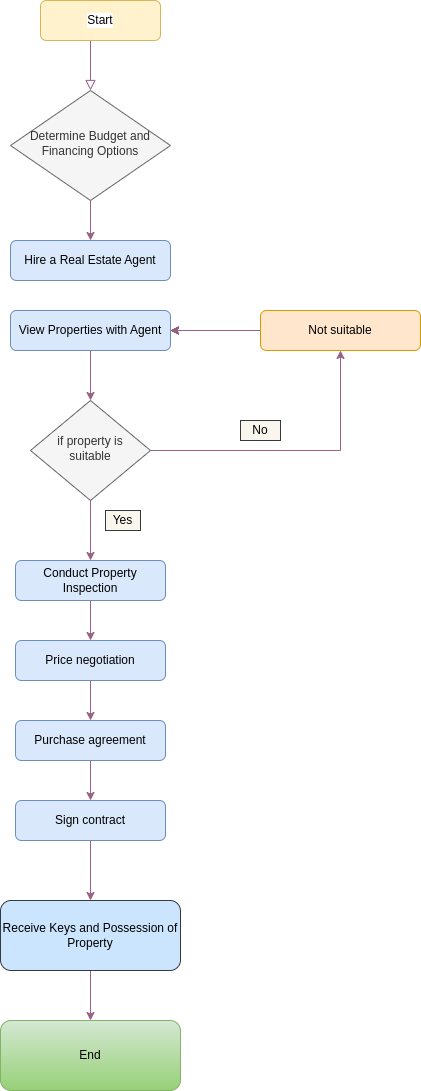 Start
Determine Budget and
Financing Options
Hire a Real Estate Agent
View Properties with Agent
Not suitable
if property is
suitable
No
Yes
Conduct Property
Inspection
Price negotiation
Purchase agreement
Sign contract
Receive Keys and Possession of
Property
End